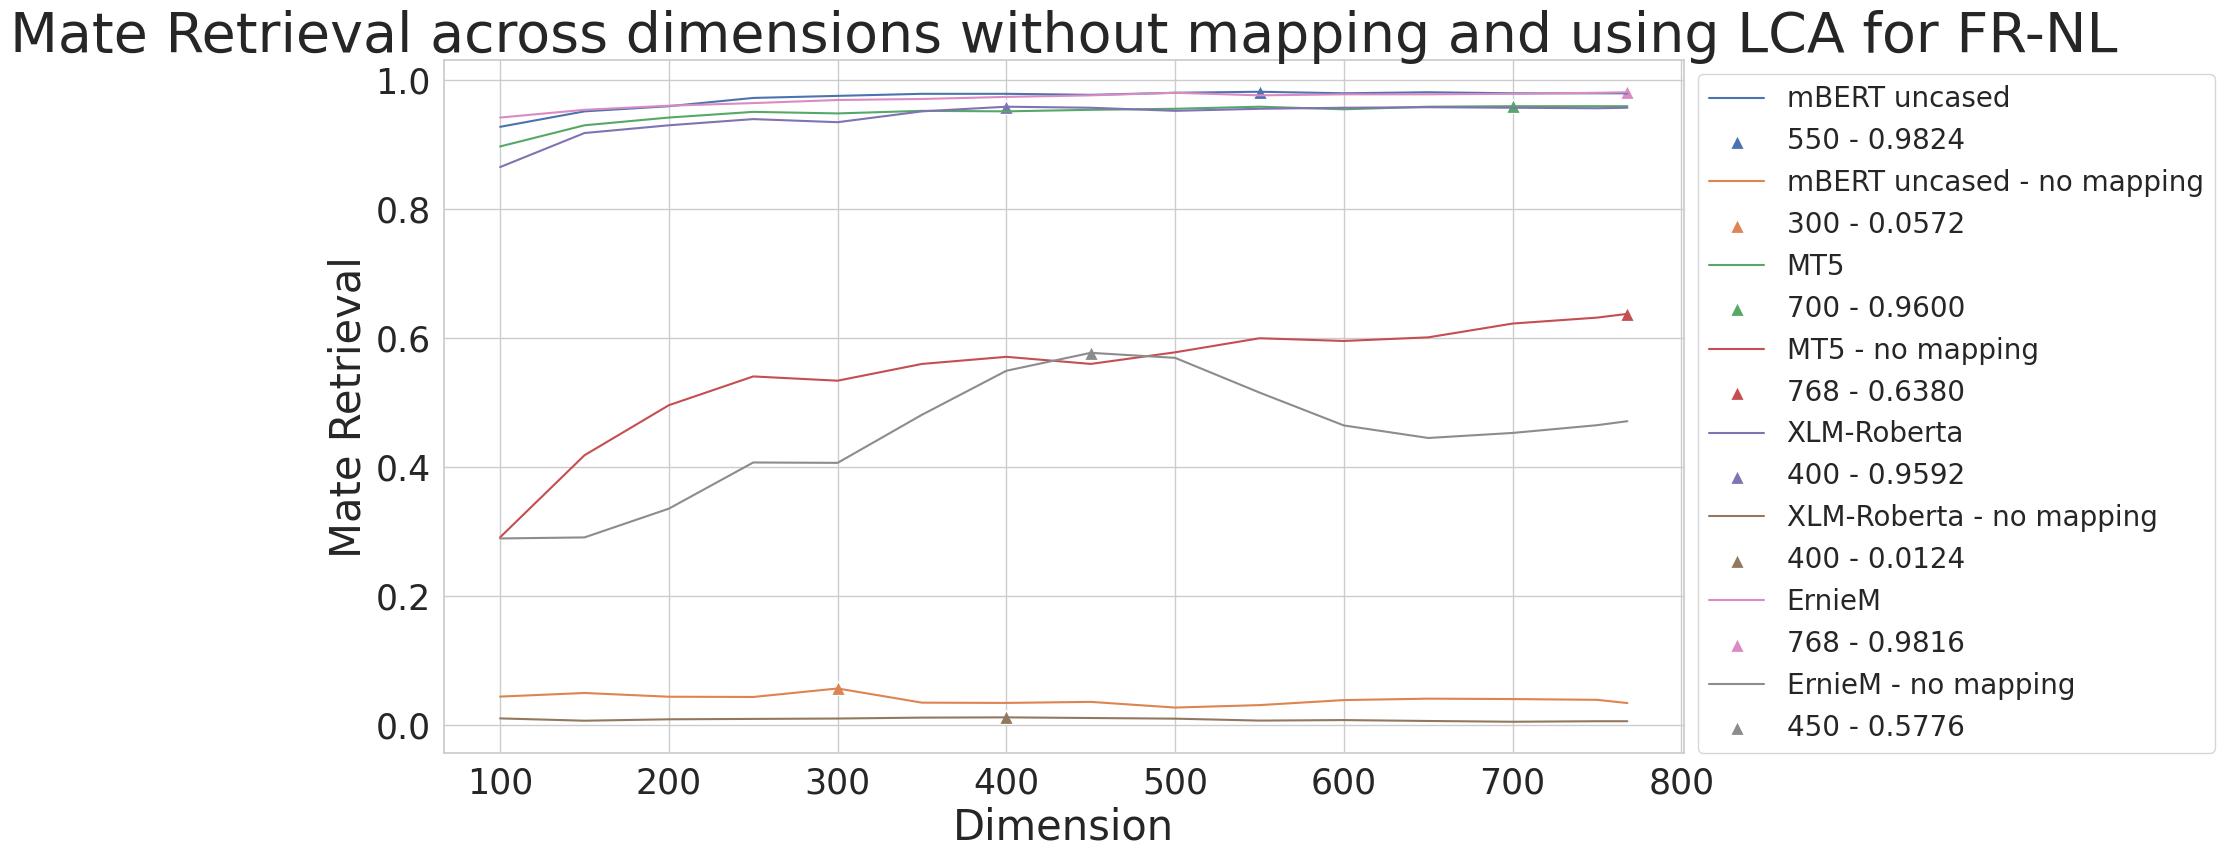 Mate Retrieval across dimensions without mapping and using LCA for FR-NL
1.0
0.8
0.6
0.4
0.2
0.0
Mate Retrieval
100 200 300 400 500 600 700 800
Dimension
mBERT uncased
550 - 0.9824
mBERT uncased - no mapping
300 - 0.0572
MT5
700 - 0.9600
MT5 - no mapping
768 - 0.6380
XLM-Roberta
400 - 0.9592
XLM-Roberta - no mapping
400 - 0.0124
ErnieM
768 - 0.9816
ErnieM - no mapping
450 - 0.5776